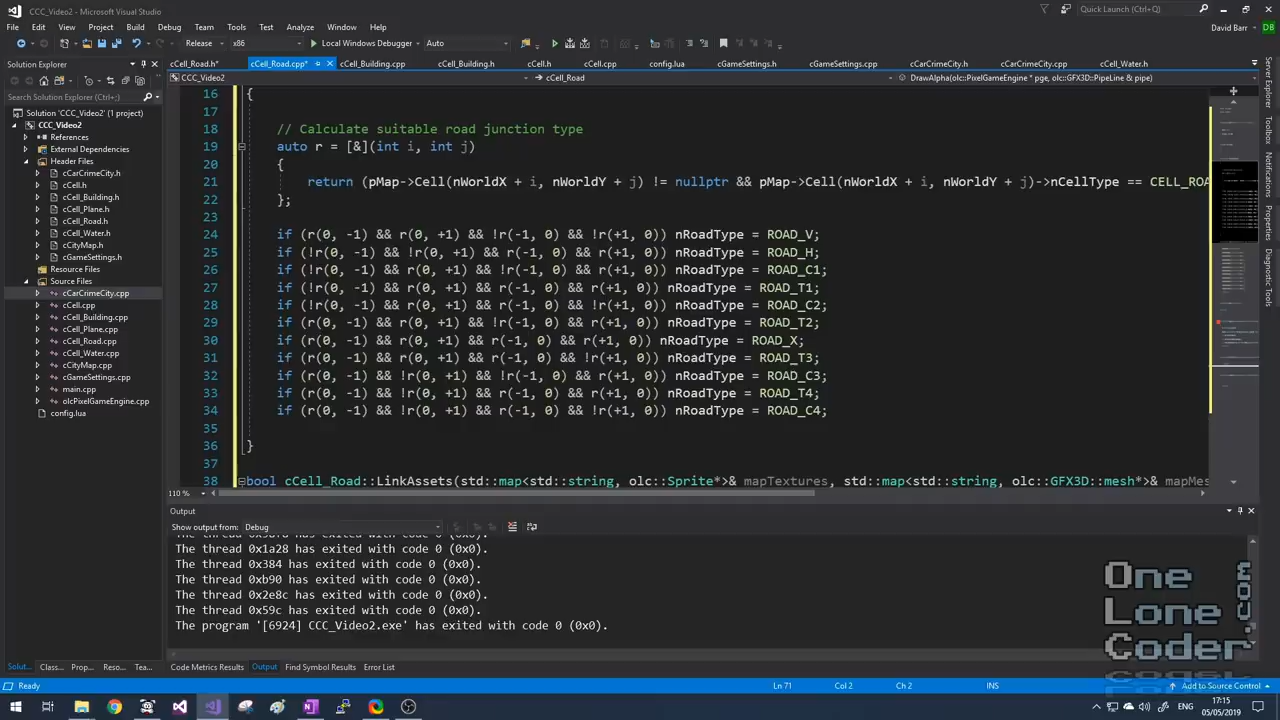 CCC_Video2 - Microsoft Visual Studio
Quick Launch (Ctrl+Q)
File Edit View Project Build Debug Team Tools Test Analyze Window Help
David Barr DB
Release x86 Local Windows Debugger Auto
Solution Explorer
cCell_Road.h* cCell_Road.cpp* cCell_Building.cpp cCell_Building.h cCell.h cCell.cpp config.lua cGameSettings.h cGameSettings.cpp cCarCrimeCity.h cCarCrimeCity.cpp cCell_Water.h
CCC_Video2 cCell_Road DrawAlpha(olc::PixelGameEngine * pge, olc::GFX3D::PipeLine & pipe)
Search Solution Explorer (Ctrl+;)
Solution 'CCC_Video2' (1 project)
CCC_Video2
References
External Dependencies
Header Files
cCarCrimeCity.h
cCell.h
cCell_Building.h
cCell_Plane.h
cCell_Road.h
cCell_Water.h
cCityMap.h
cGameSettings.h
Resource Files
Source Files
cCarCrimeCity.cpp
cCell.cpp
cCell_Building.cpp
cCell_Plane.cpp
cCell_Road.cpp
cCell_Water.cpp
cCityMap.cpp
cGameSettings.cpp
main.cpp
olcPixelGameEngine.cpp
config.lua
16 {
17
18 // Calculate suitable road junction type
19 auto r = [&](int i, int j)
20 {
21 return (pMap->Cell(nWorldX + i, nWorldY + j) != nullptr && pMap->Cell(nWorldX + i, nWorldY + j)->nCellType == CELL_ROA
22 };
23
24 if (r(0, -1) && r(0, +1) && !r(-1, 0) && !r(+1, 0)) nRoadType = ROAD_V;
25 if (!r(0, -1) && !r(0, +1) && r(-1, 0) && r(+1, 0)) nRoadType = ROAD_H;
26 if (!r(0, -1) && r(0, +1) && !r(-1, 0) && r(+1, 0)) nRoadType = ROAD_C1;
27 if (!r(0, -1) && r(0, +1) && r(-1, 0) && r(+1, 0)) nRoadType = ROAD_T1;
28 if (!r(0, -1) && r(0, +1) && r(-1, 0) && !r(+1, 0)) nRoadType = ROAD_C2;
29 if (r(0, -1) && r(0, +1) && !r(-1, 0) && r(+1, 0)) nRoadType = ROAD_T2;
30 if (r(0, -1) && r(0, +1) && r(-1, 0) && r(+1, 0)) nRoadType = ROAD_X;
31 if (r(0, -1) && r(0, +1) && r(-1, 0) && !r(+1, 0)) nRoadType = ROAD_T3;
32 if (r(0, -1) && !r(0, +1) && !r(-1, 0) && r(+1, 0)) nRoadType = ROAD_C3;
33 if (r(0, -1) && !r(0, +1) && r(-1, 0) && r(+1, 0)) nRoadType = ROAD_T4;
34 if (r(0, -1) && !r(0, +1) && r(-1, 0) && !r(+1, 0)) nRoadType = ROAD_C4;
35
36 }
37
38 bool cCell_Road::LinkAssets(std::map<std::string, olc::Sprite*>& mapTextures, std::map<std::string, olc::GFX3D::mesh*>& mapMes
110 %
Server Explorer
Toolbox
Notifications
Properties
Diagnostic Tools
Output
Show output from: Debug
The thread 0x1a28 has exited with code 0 (0x0).
The thread 0x384 has exited with code 0 (0x0).
The thread 0xb90 has exited with code 0 (0x0).
The thread 0x2e8c has exited with code 0 (0x0).
The thread 0x59c has exited with code 0 (0x0).
The program '[6924] CCC_Video2.exe' has exited with code 0 (0x0).
One
Lone
Coder
.com
Solut... Class... Prop... Reso... Tea...
Code Metrics Results Output Find Symbol Results Error List
Ready Ln 71 Col 2 Ch 2 INS Add to Source Control
ENG 17:15
05/05/2019